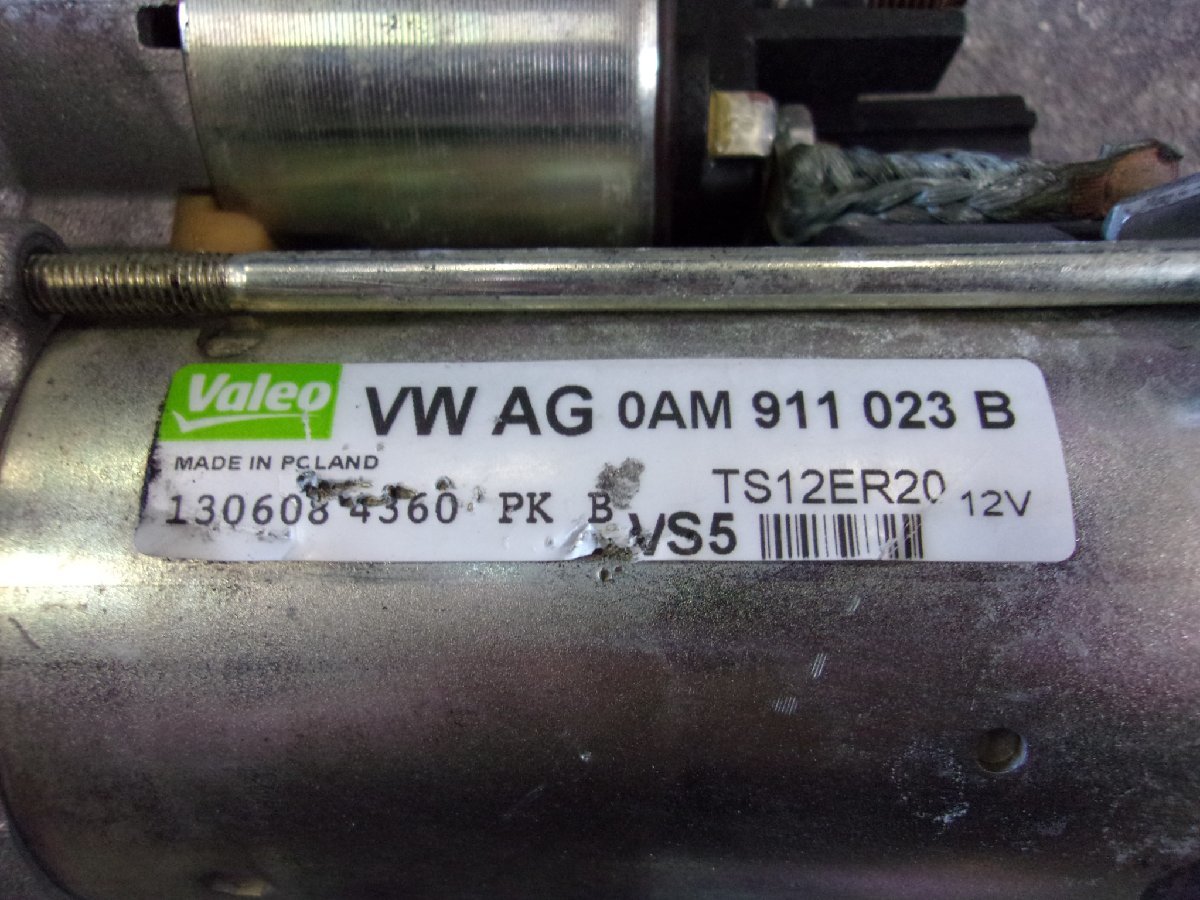 Valeo VW AG 0AM 911 023 B
MADE IN POLAND
TS12ER20 12V
130608 4360 PK B
VS5